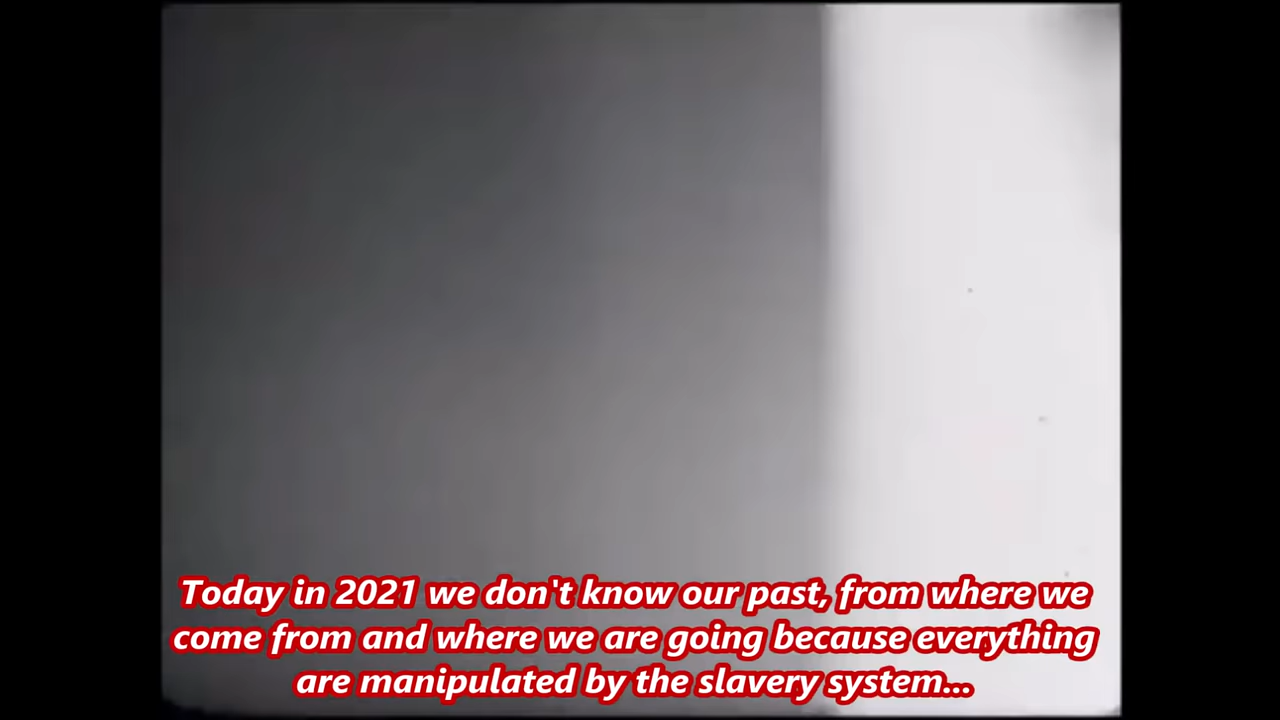 Today in 2021 we don't know our past, from where we
come from and where we are going because everything
are manipulated by the slavery system...